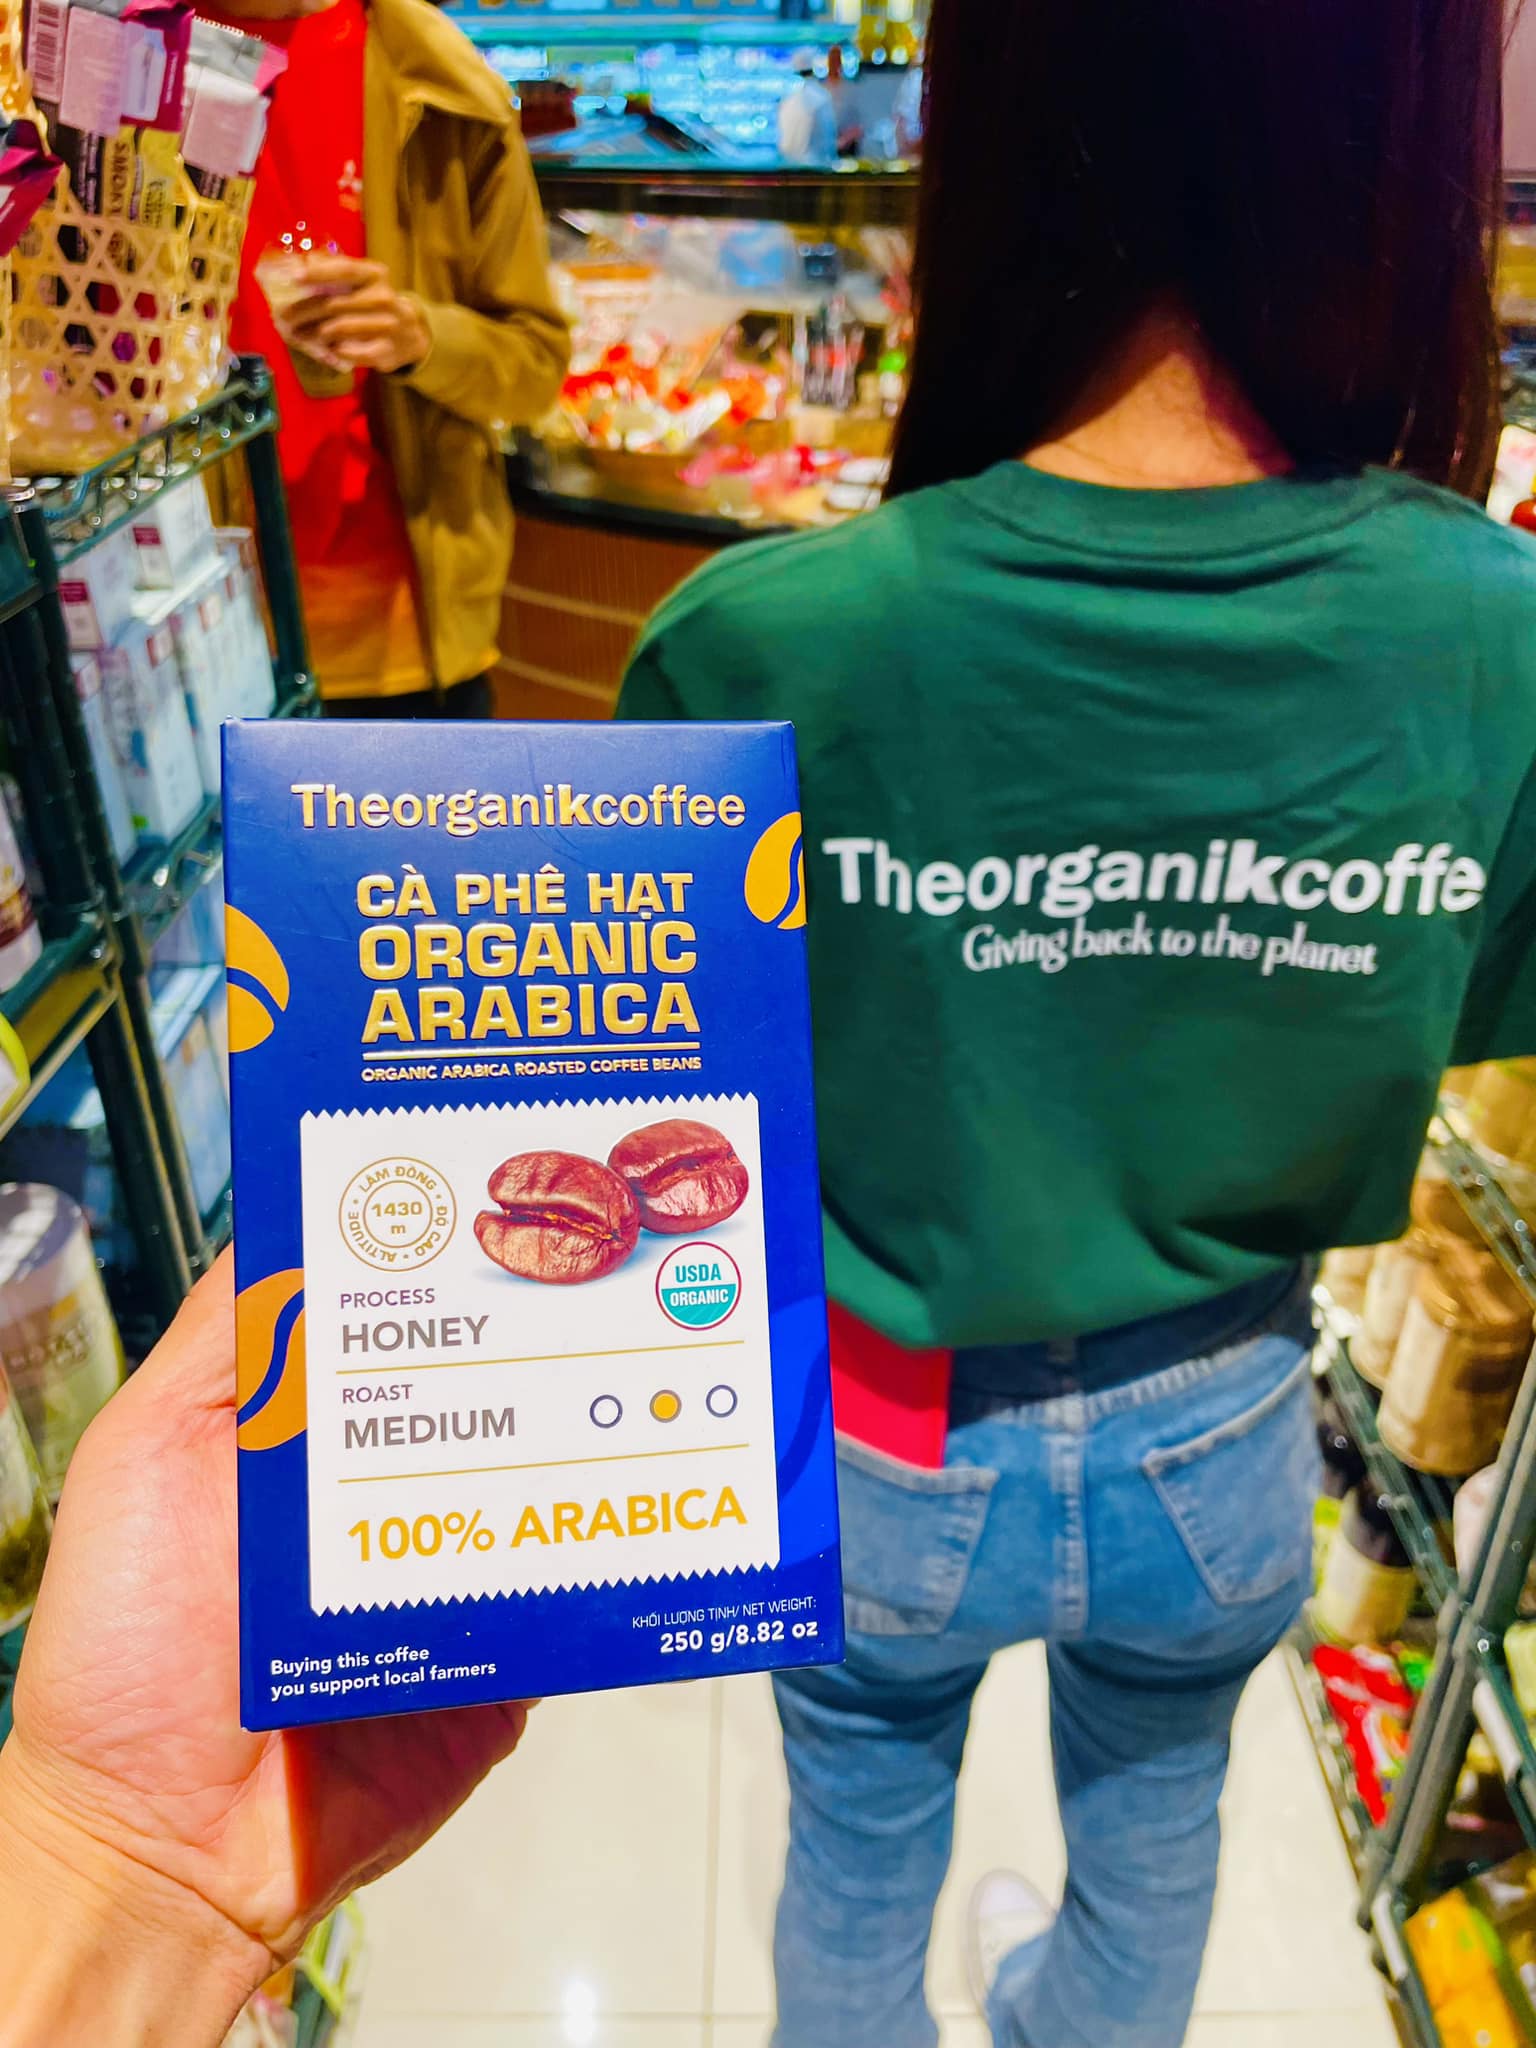 Theorganikcoffee
CÀ PHÊ HẠT
ORGANIC
ARABICA
ORGANIC ARABICA ROASTED COFFEE BEANS
LÂM ĐỒNG • ĐỘ CAO • ALTITUDE •
1430
m
PROCESS
HONEY
USDA
ORGANIC
ROAST
MEDIUM
100% ARABICA
KHỐI LƯỢNG TỊNH/ NET WEIGHT:
250 g/8.82 oz
Buying this coffee
you support local farmers
Theorganikcoffe
Giving back to the planet